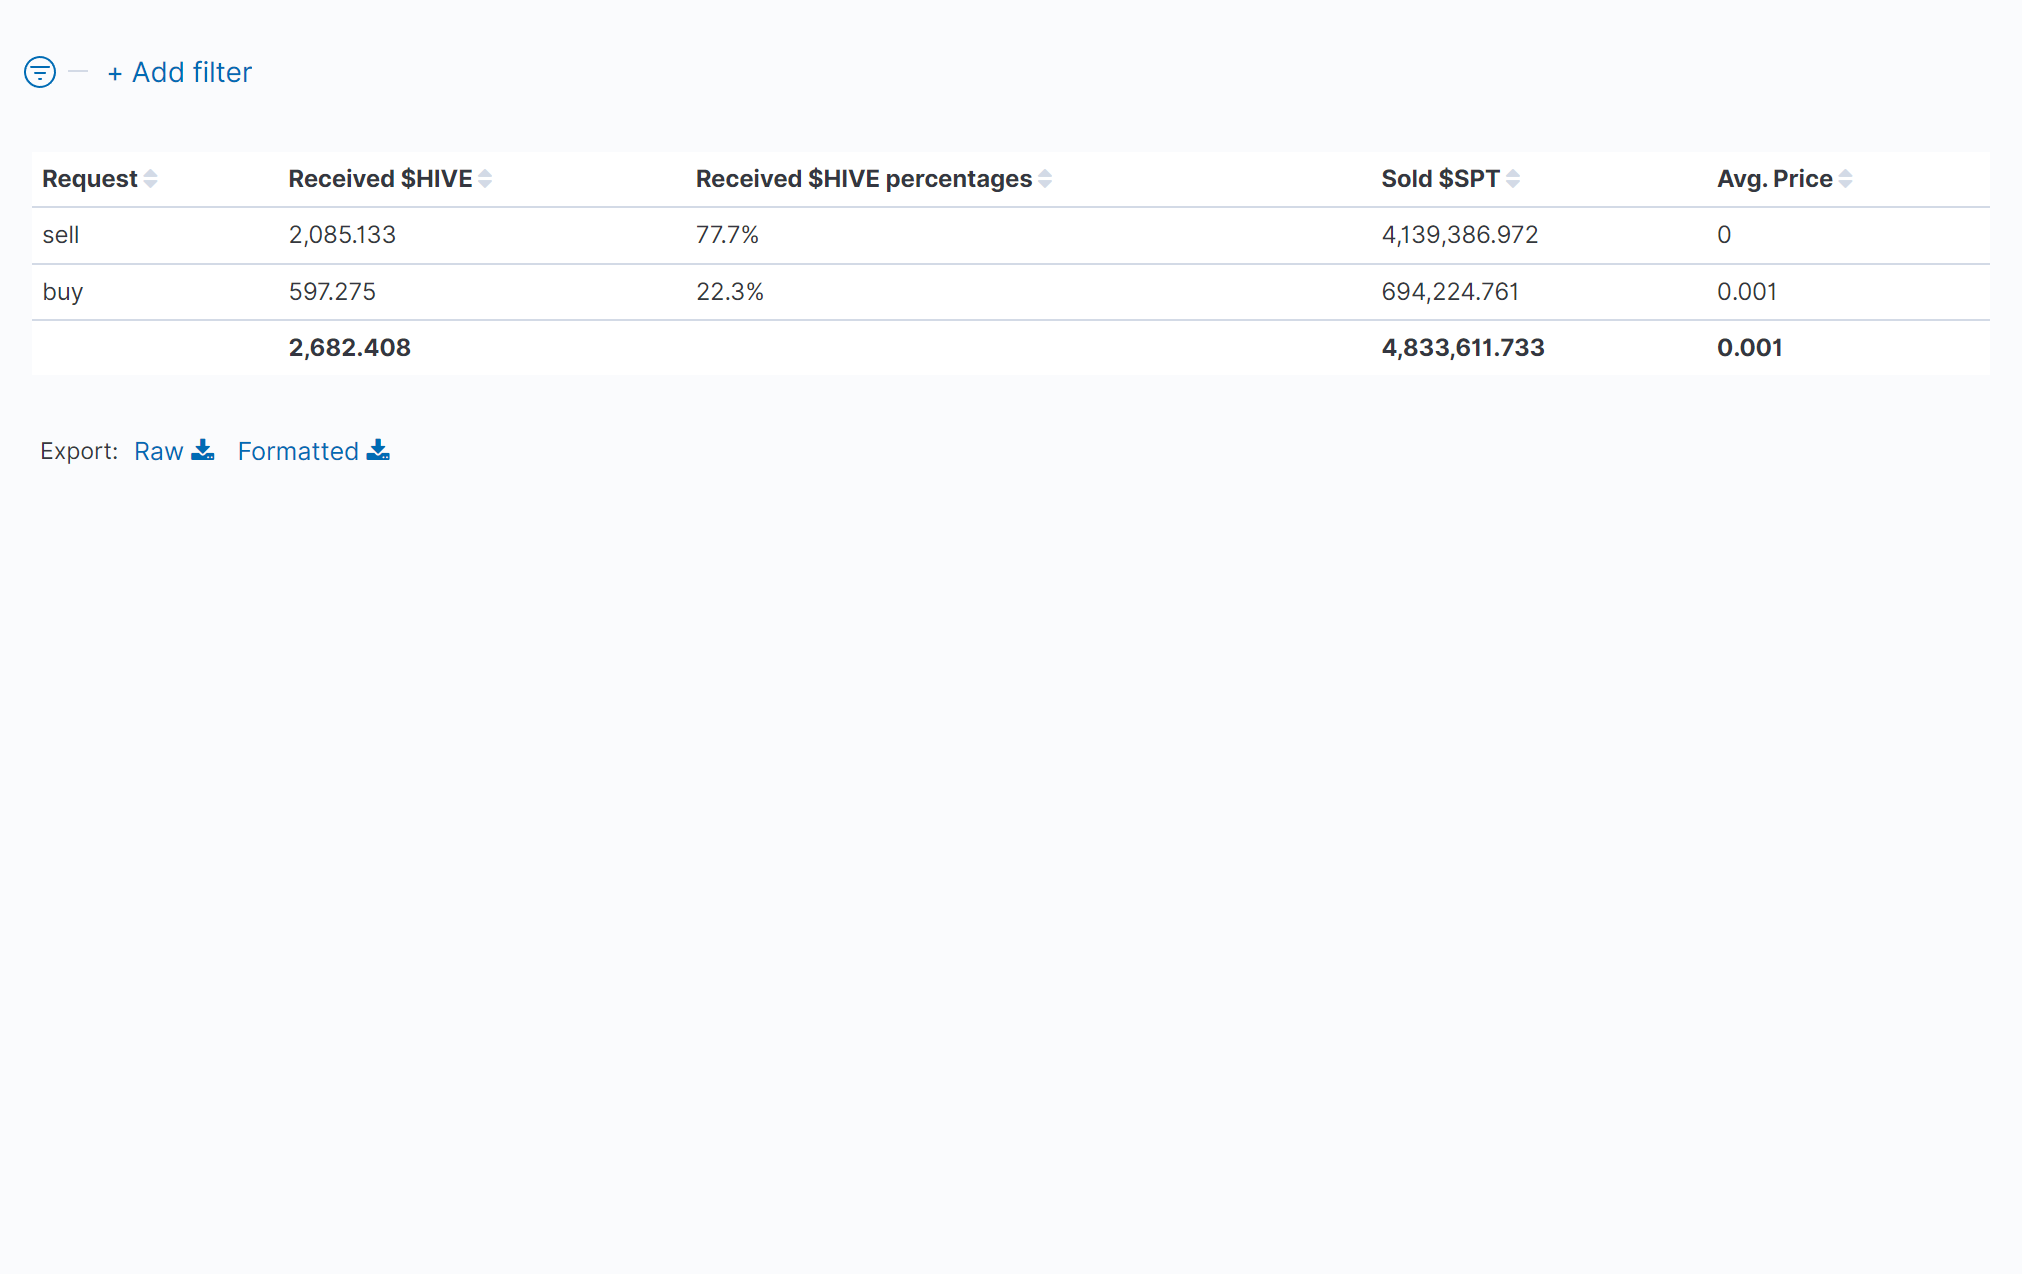 + Add filter
Request Received $HIVE Received $HIVE percentages Sold $SPT Avg. Price
sell 2,085.133 77.7% 4,139,386.972 0
buy 597.275 22.3% 694,224.761 0.001
2,682.408 4,833,611.733 0.001
Export: Raw Formatted